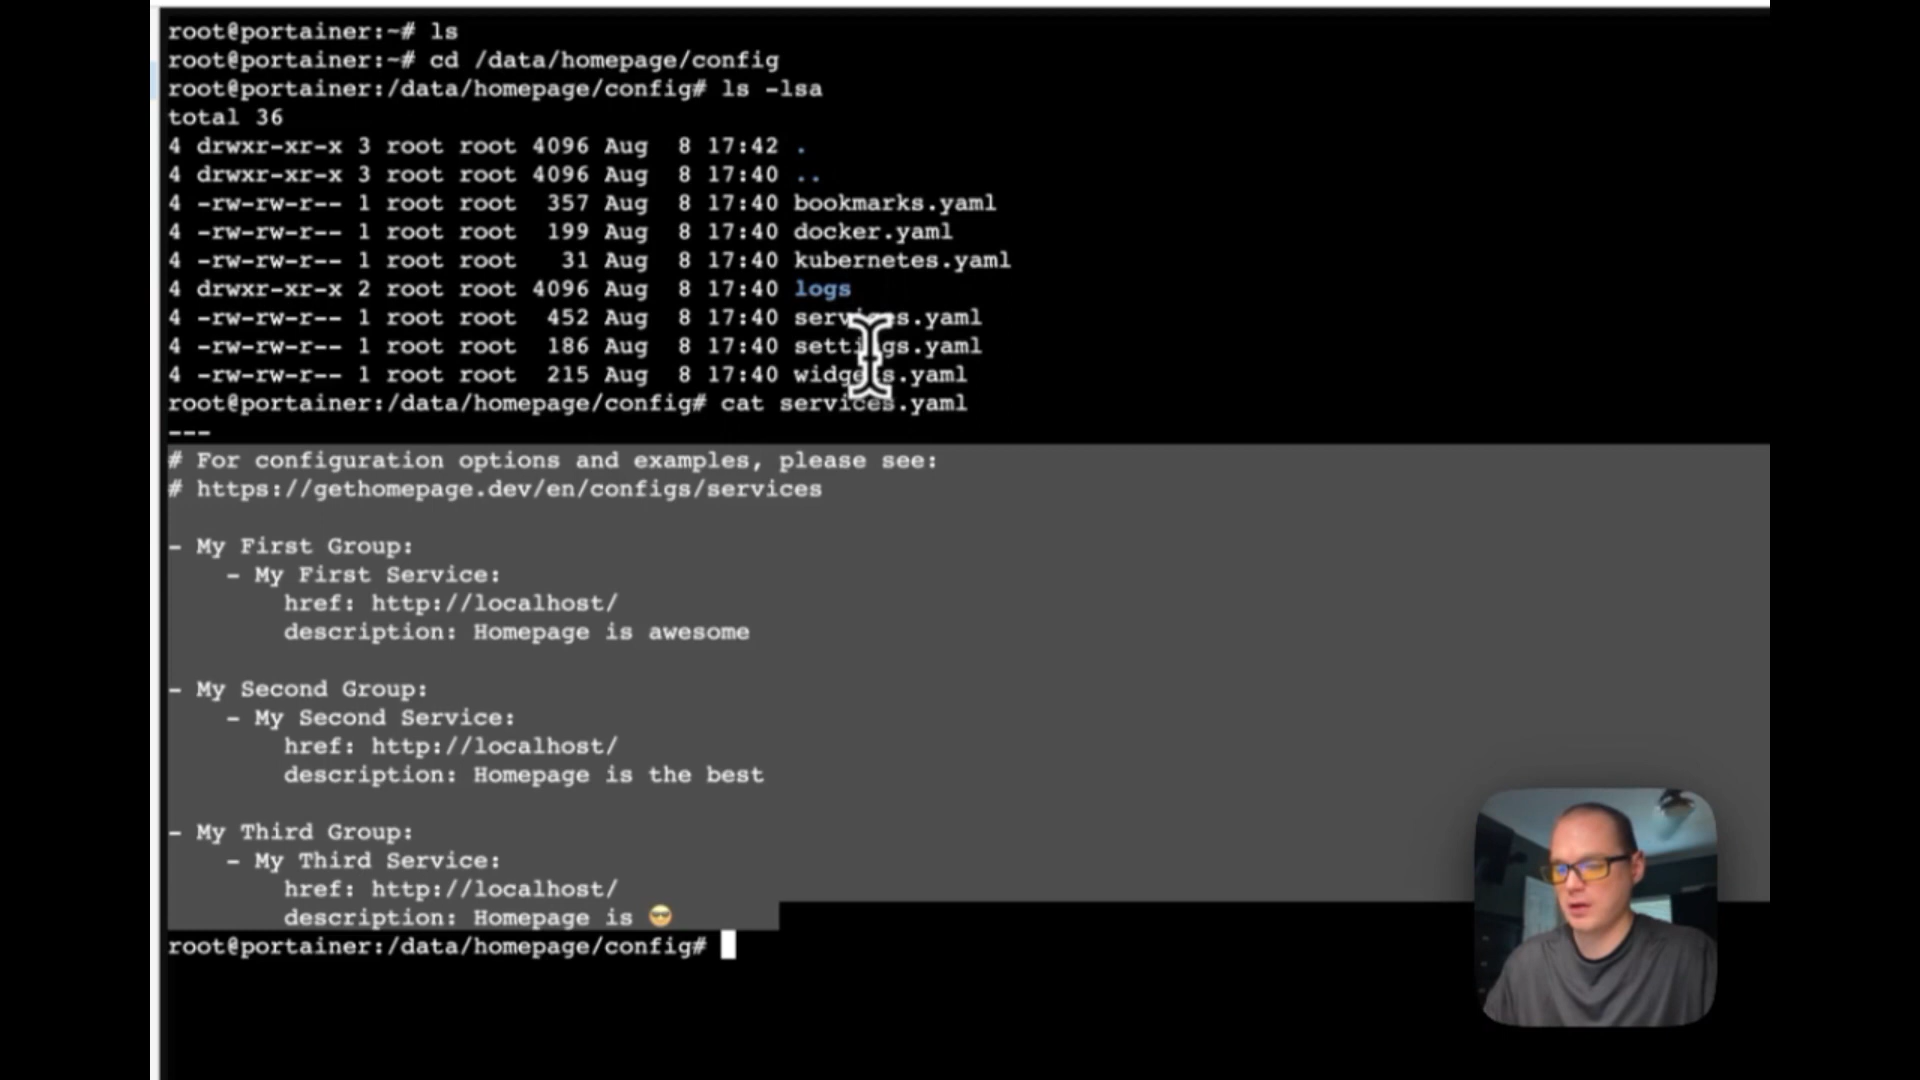 root@portainer:~# ls
root@portainer:~# cd /data/homepage/config
root@portainer:/data/homepage/config# ls -lsa
total 36
4 drwxr-xr-x 3 root root 4096 Aug  8 17:42 .
4 drwxr-xr-x 3 root root 4096 Aug  8 17:40 ..
4 -rw-rw-r-- 1 root root  357 Aug  8 17:40 bookmarks.yaml
4 -rw-rw-r-- 1 root root  199 Aug  8 17:40 docker.yaml
4 -rw-rw-r-- 1 root root   31 Aug  8 17:40 kubernetes.yaml
4 drwxr-xr-x 2 root root 4096 Aug  8 17:40 logs
4 -rw-rw-r-- 1 root root  452 Aug  8 17:40 services.yaml
4 -rw-rw-r-- 1 root root  186 Aug  8 17:40 settings.yaml
4 -rw-rw-r-- 1 root root  215 Aug  8 17:40 widgets.yaml
root@portainer:/data/homepage/config# cat services.yaml
---
# For configuration options and examples, please see:
# https://gethomepage.dev/en/configs/services
- My First Group:
    - My First Service:
        href: http://localhost/
        description: Homepage is awesome
- My Second Group:
    - My Second Service:
        href: http://localhost/
        description: Homepage is the best
- My Third Group:
    - My Third Service:
        href: http://localhost/
        description: Homepage is 😎
root@portainer:/data/homepage/config#